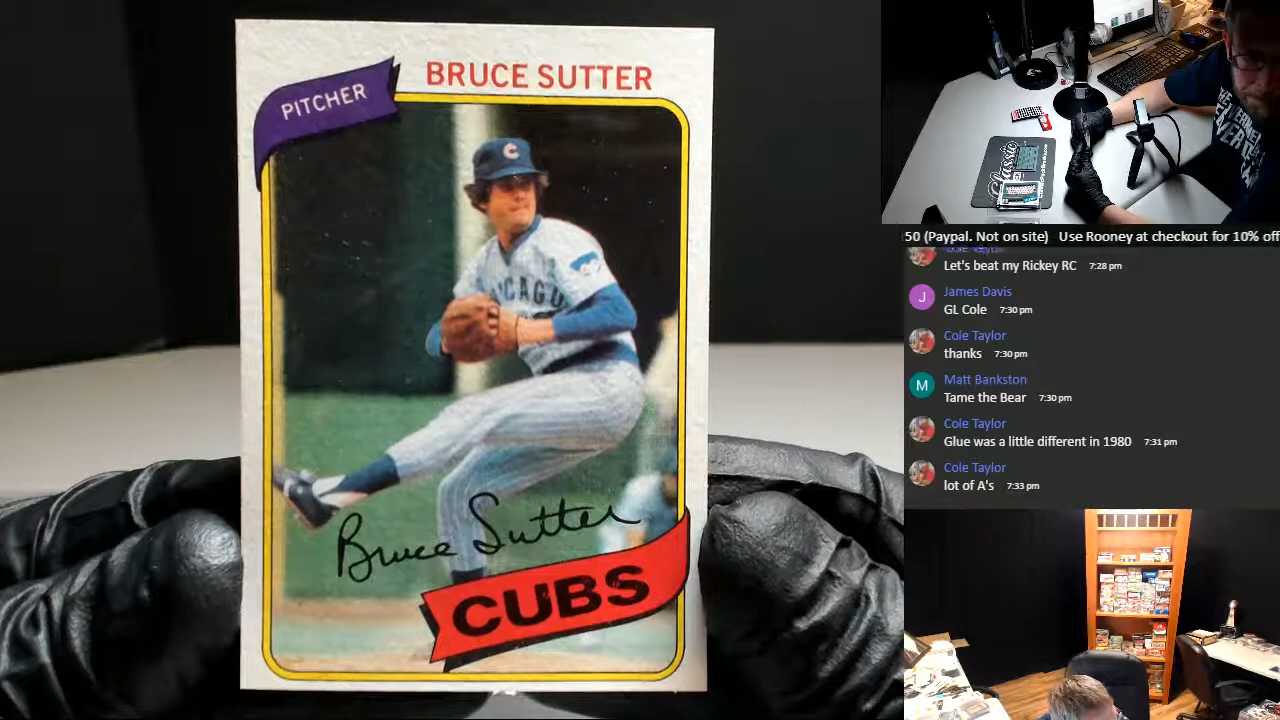 BRUCE SUTTER
PITCHER
C
CHICAGO
Bruce Sutter
CUBS
Classic
50 (Paypal. Not on site) Use Rooney at checkout for 10% off
Cole Taylor
Let's beat my Rickey RC 7:28 pm
J
James Davis
GL Cole 7:30 pm
Cole Taylor
thanks 7:30 pm
M
Matt Bankston
Tame the Bear 7:30 pm
Cole Taylor
Glue was a little different in 1980 7:31 pm
Cole Taylor
lot of A's 7:33 pm